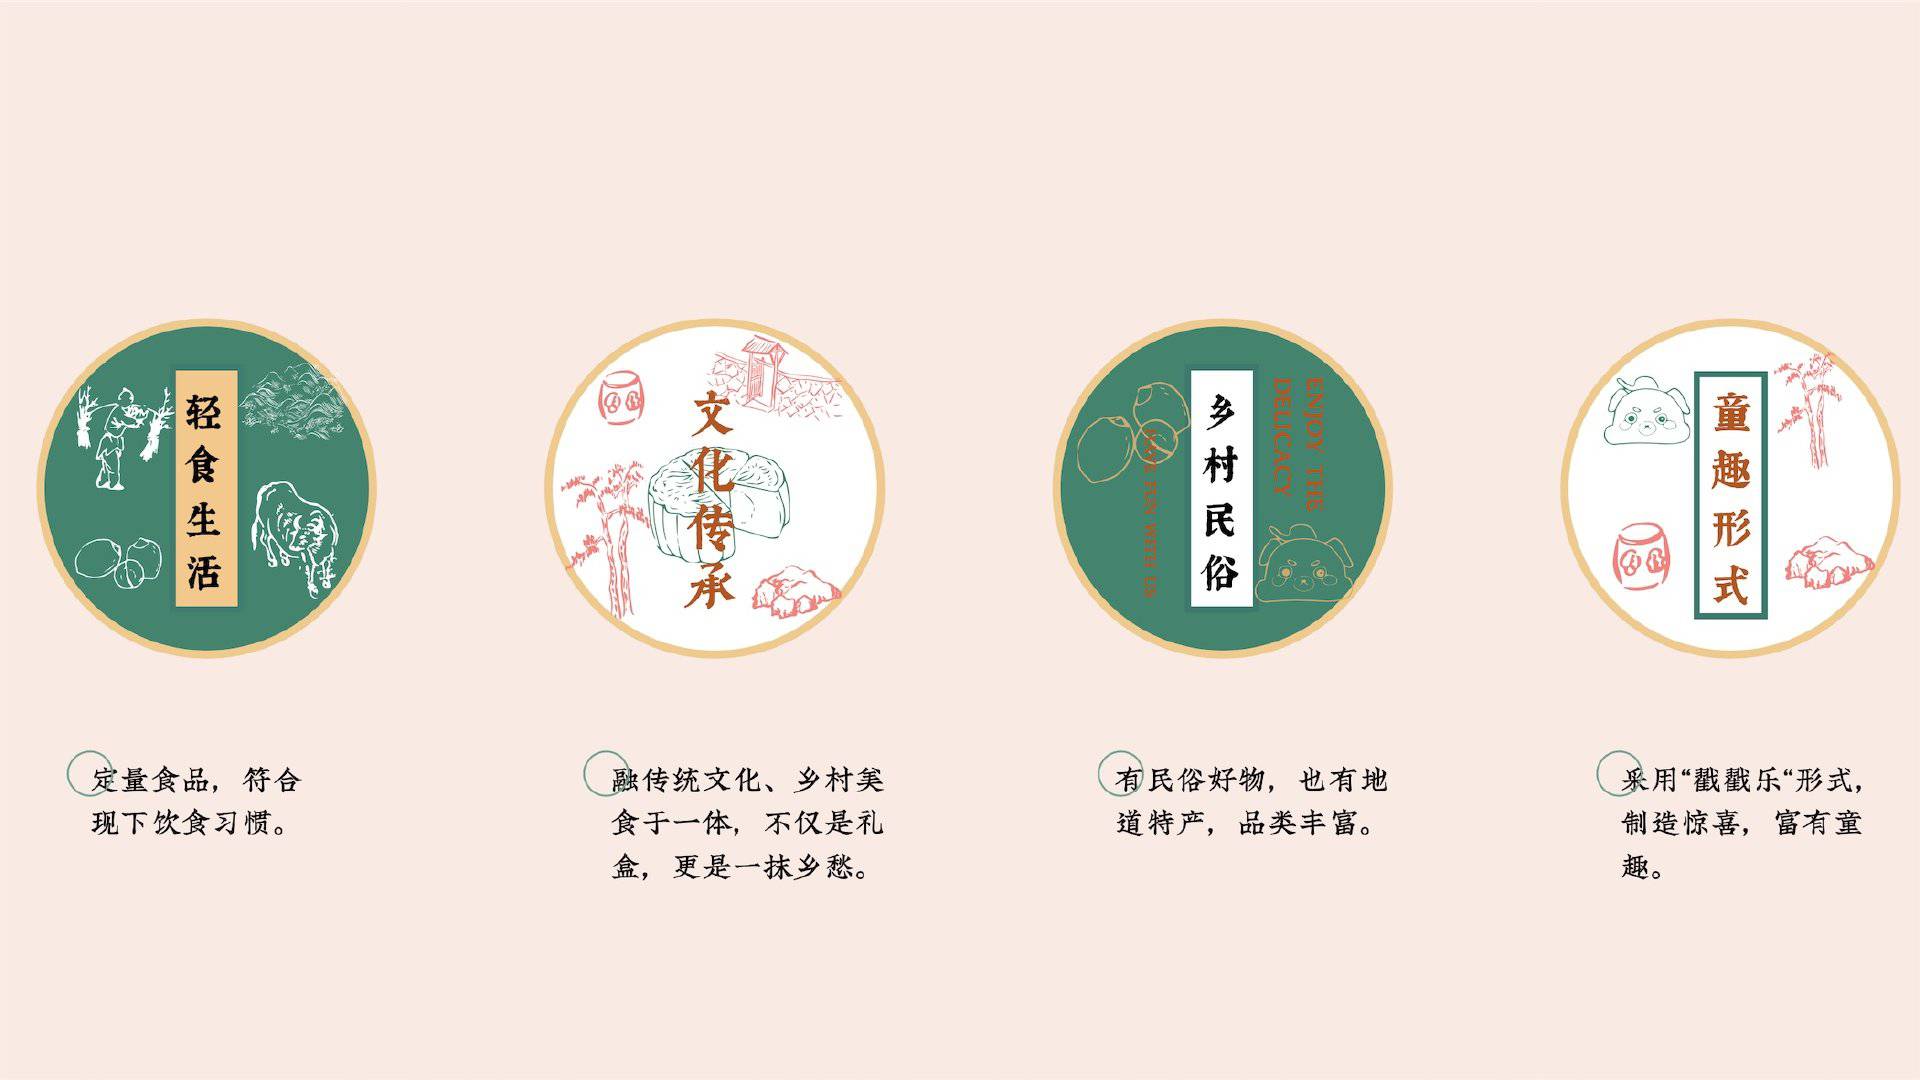 轻食生活
文化传承
HAVE FUN WITH US
乡村民俗
ENJOY THE
DELICACY
童趣形式
定量食品，符合
现下饮食习惯。
融传统文化、乡村美
食于一体，不仅是礼
盒，更是一抹乡愁。
有民俗好物，也有地
道特产，品类丰富。
采用“戳戳乐“形式，
制造惊喜，富有童
趣。